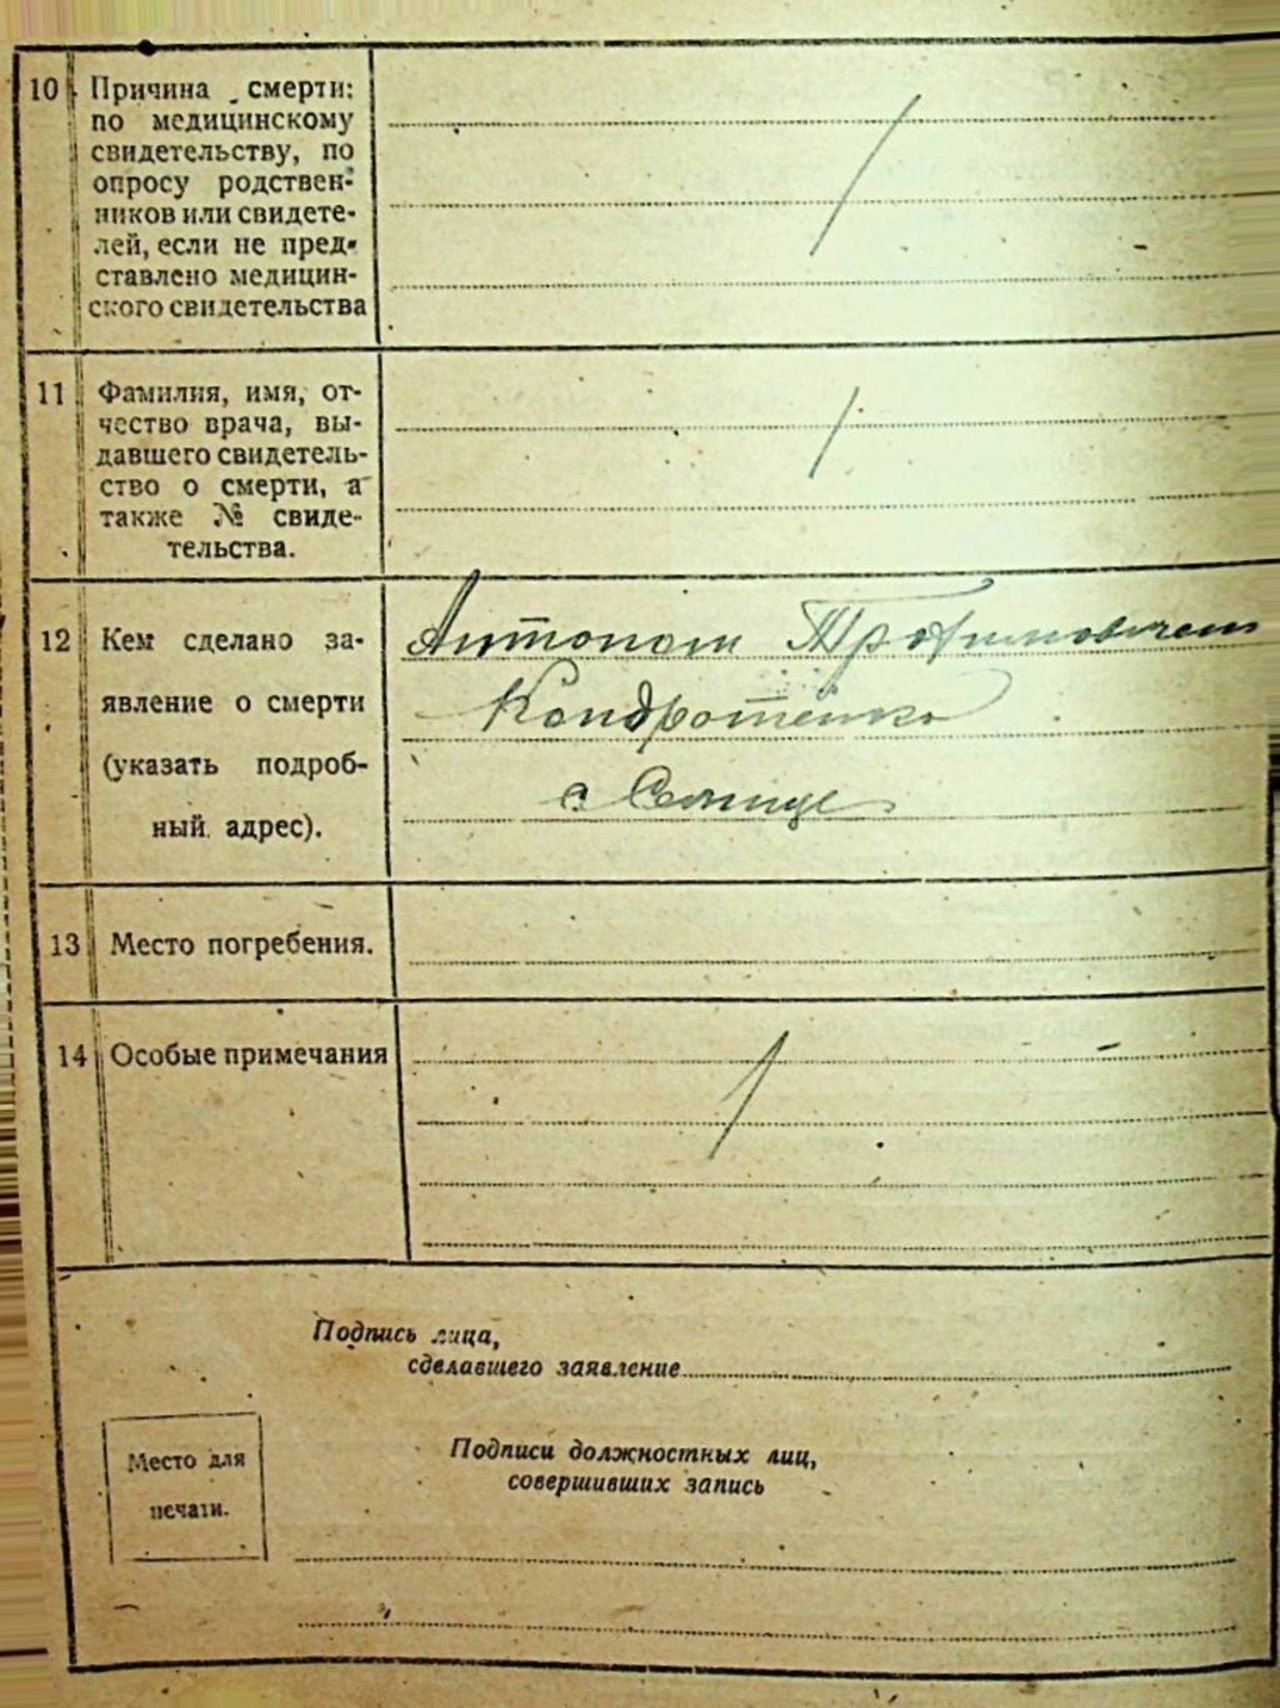 10 Причина смерти:
по медицинскому
свидетельству, по
опросу родствен-
ников или свидете-
лей, если не пред-
ставлено медицин-
ского свидетельства
11 Фамилия, имя, от-
чество врача, вы-
давшего свидетель-
ство о смерти, а
также № свиде-
тельства.
12 Кем сделано за-
явление о смерти
(указать подроб-
ный адрес).
Антоном Трофимовичем
Кондратенко
с
13 Место погребения.
14 Особые примечания
Подпись лица,
сделавшего заявление
Место для
печати.
Подписи должностных лиц,
совершивших запись